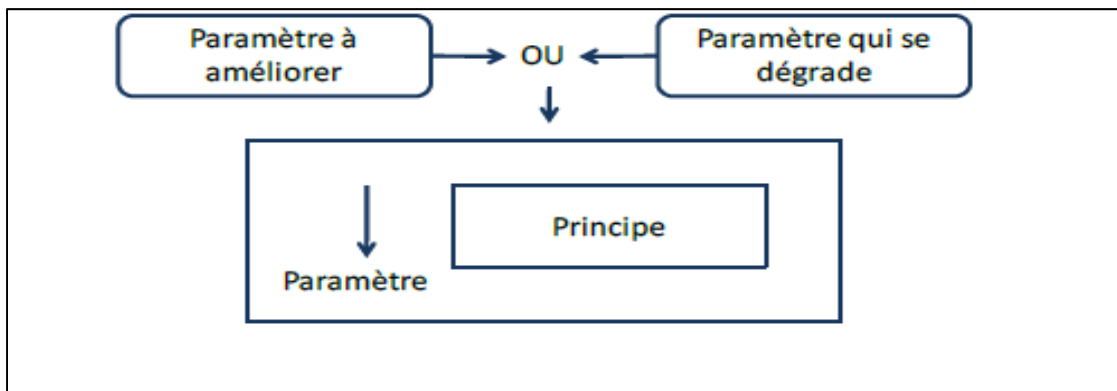 Paramètre à
améliorer
OU
Paramètre qui se
dégrade
Principe
Paramètre